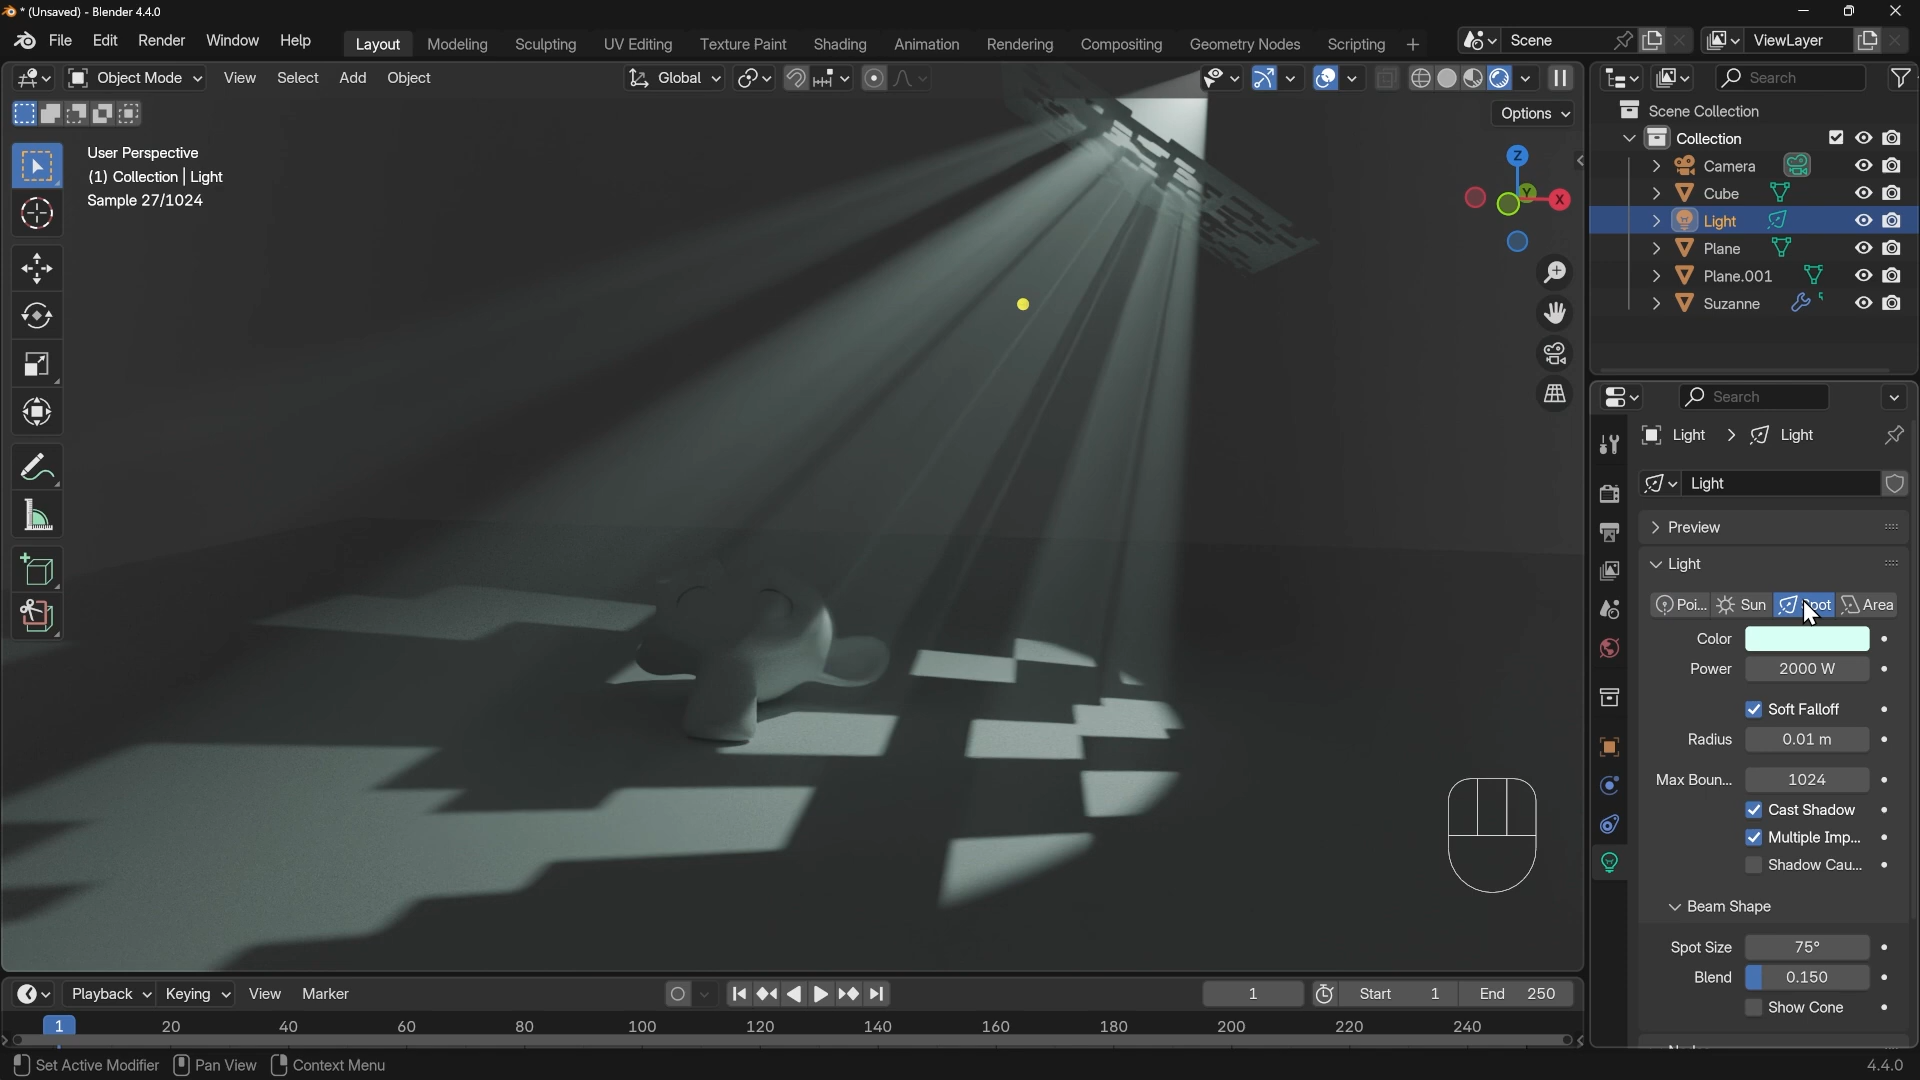 * (Unsaved) - Blender 4.4.0
File Edit Render Window Help
Layout Modeling Sculpting UV Editing Texture Paint Shading Animation Rendering Compositing Geometry Nodes Scripting +
Scene
ViewLayer
Object Mode View Select Add Object
Global
Options
User Perspective
(1) Collection | Light
Sample 27/1024
Z
Y
X
Search
Scene Collection
Collection
Camera
Cube
Light
Plane
Plane.001
Suzanne
Search
Light > Light
Light
Preview
Light
Poi... Sun Spot Area
Color
Power 2000 W
Soft Falloff
Radius 0.01 m
Max Boun... 1024
Cast Shadow
Multiple Imp...
Shadow Cau...
Beam Shape
Spot Size 75°
Blend 0.150
Show Cone
Playback Keying View Marker
1
Start 1
End 250
1 20 40 60 80 100 120 140 160 180 200 220 240
Set Active Modifier Pan View Context Menu
4.4.0